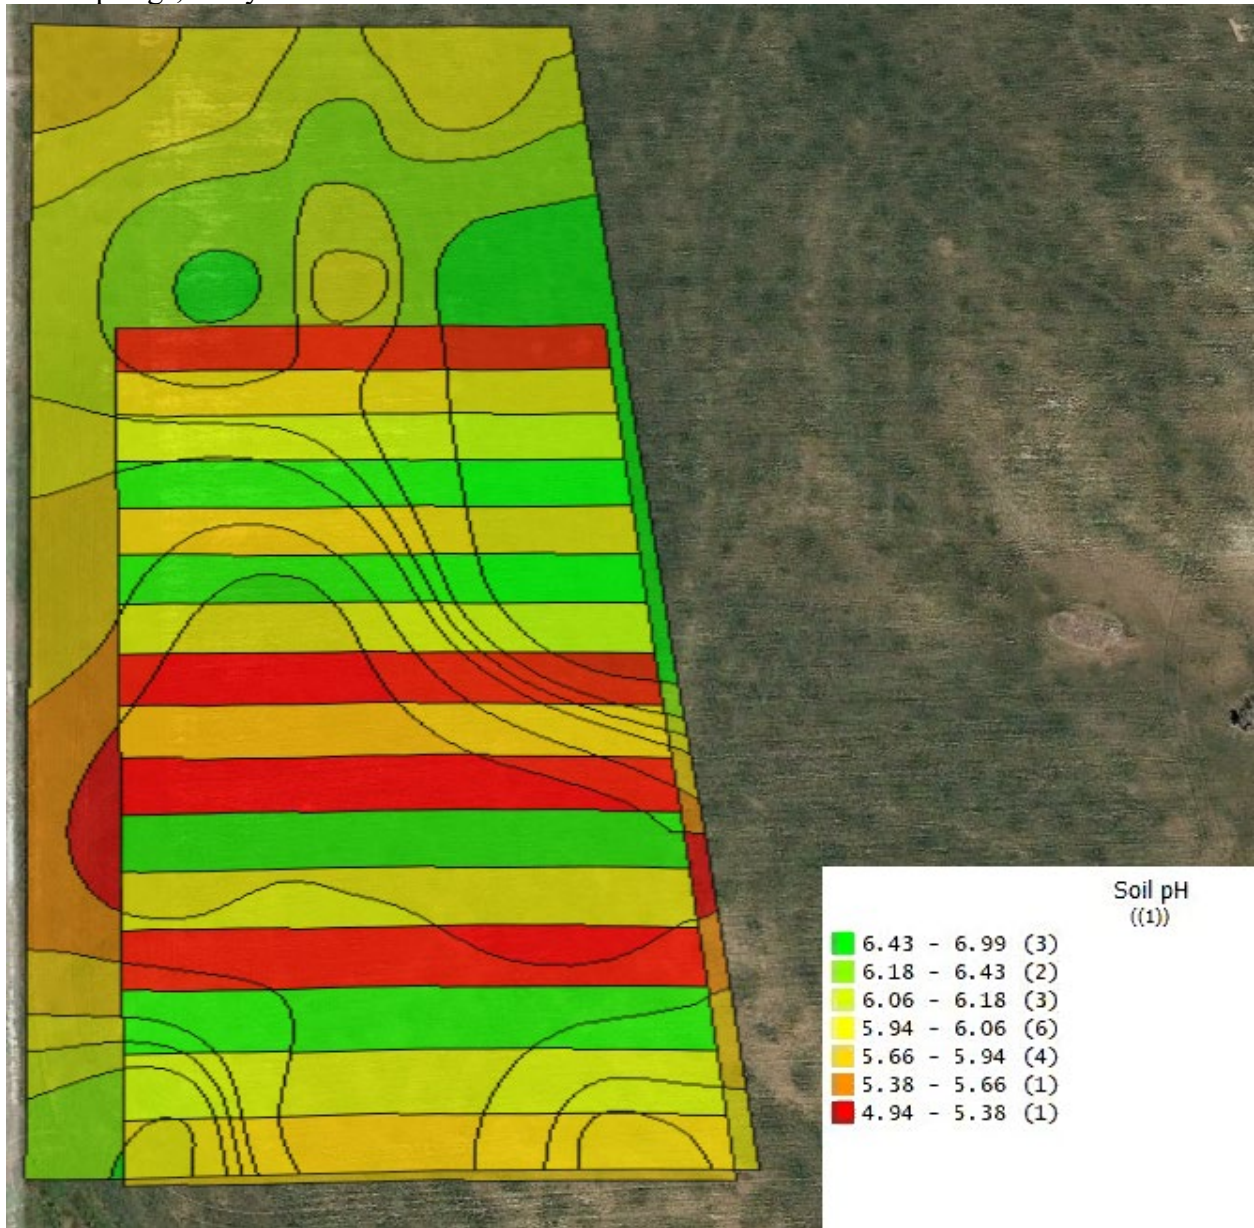 Soil pH
((1))
6.43 - 6.99 (3)
6.18 - 6.43 (2)
6.06 - 6.18 (3)
5.94 - 6.06 (6)
5.66 - 5.94 (4)
5.38 - 5.66 (1)
4.94 - 5.38 (1)